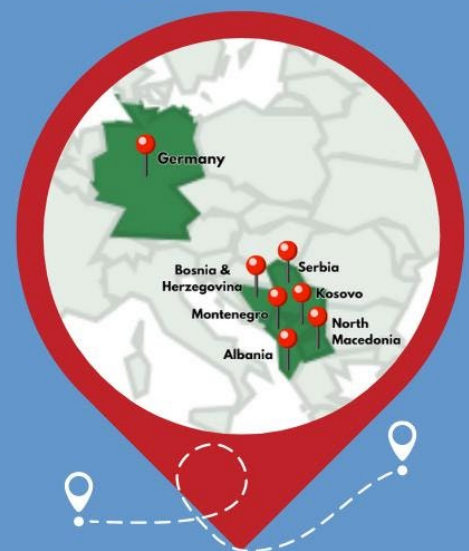 Germany
Serbia
Bosnia &
Herzegovina
Kosovo
Montenegro
North
Macedonia
Albania